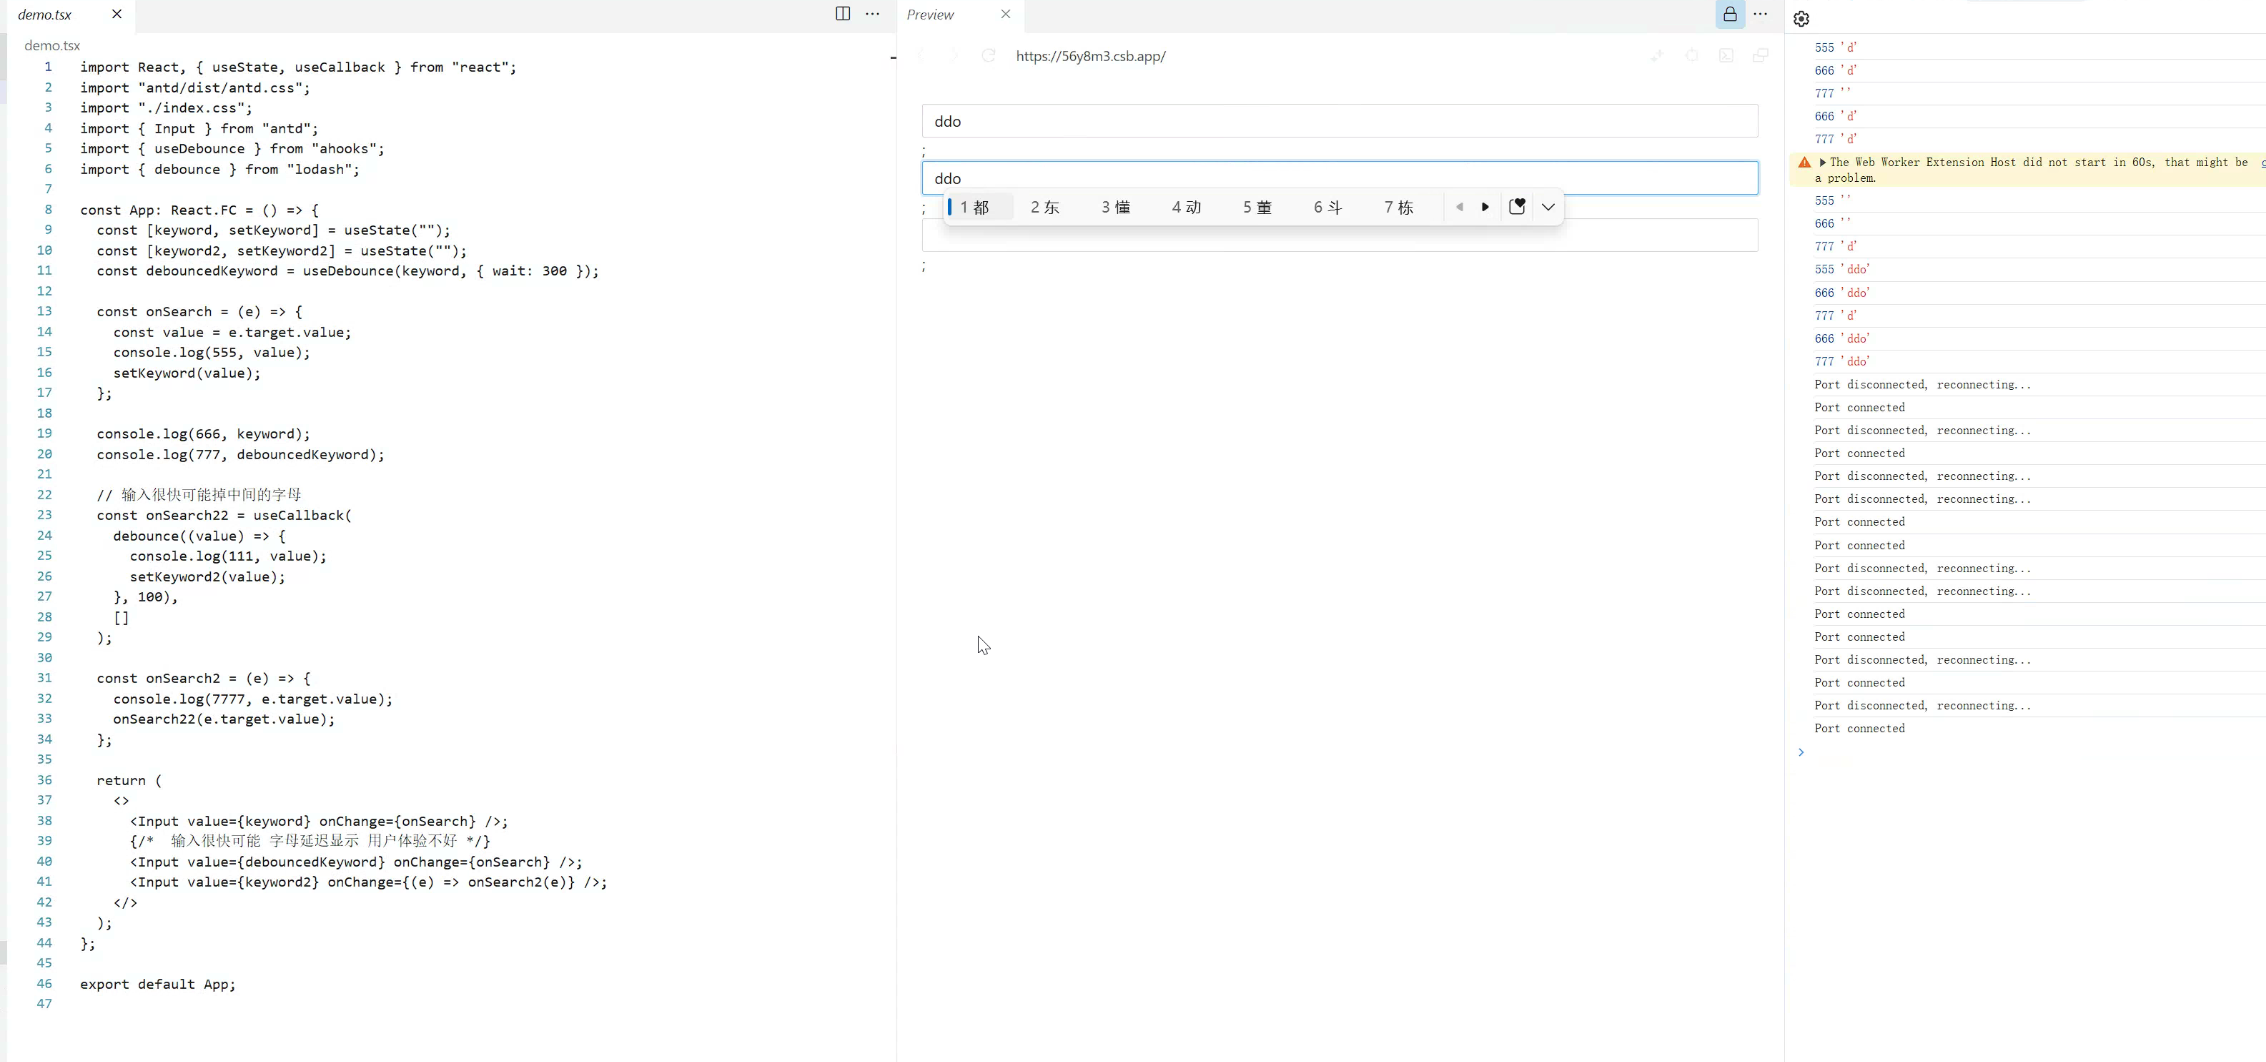 demo.tsx
demo.tsx
1 import React, { useState, useCallback } from "react";
2 import "antd/dist/antd.css";
3 import "./index.css";
4 import { Input } from "antd";
5 import { useDebounce } from "ahooks";
6 import { debounce } from "lodash";
7
8 const App: React.FC = () => {
9 const [keyword, setKeyword] = useState("");
10 const [keyword2, setKeyword2] = useState("");
11 const debouncedKeyword = useDebounce(keyword, { wait: 300 });
12
13 const onSearch = (e) => {
14 const value = e.target.value;
15 console.log(555, value);
16 setKeyword(value);
17 };
18
19 console.log(666, keyword);
20 console.log(777, debouncedKeyword);
21
22 // 输入很快可能掉中间的字母
23 const onSearch22 = useCallback(
24 debounce((value) => {
25 console.log(111, value);
26 setKeyword2(value);
27 }, 100),
28 []
29 );
30
31 const onSearch2 = (e) => {
32 console.log(7777, e.target.value);
33 onSearch22(e.target.value);
34 };
35
36 return (
37 <>
38 <Input value={keyword} onChange={onSearch} />;
39 {/* 输入很快可能 字母延迟显示 用户体验不好 */}
40 <Input value={debouncedKeyword} onChange={onSearch} />;
41 <Input value={keyword2} onChange={(e) => onSearch2(e)} />;
42 </>
43 );
44 };
45
46 export default App;
47
Preview
https://56y8m3.csb.app/
ddo
;
ddo
;
1 都 2 东 3 懂 4 动 5 董 6 斗 7 栋
;
555 'd'
666 'd'
777 ''
666 'd'
777 'd'
The Web Worker Extension Host did not start in 60s, that might be
a problem.
555 ''
666 ''
777 'd'
555 'ddo'
666 'ddo'
777 'd'
666 'ddo'
777 'ddo'
Port disconnected, reconnecting...
Port connected
Port disconnected, reconnecting...
Port connected
Port disconnected, reconnecting...
Port disconnected, reconnecting...
Port connected
Port connected
Port disconnected, reconnecting...
Port disconnected, reconnecting...
Port connected
Port connected
Port disconnected, reconnecting...
Port connected
Port disconnected, reconnecting...
Port connected